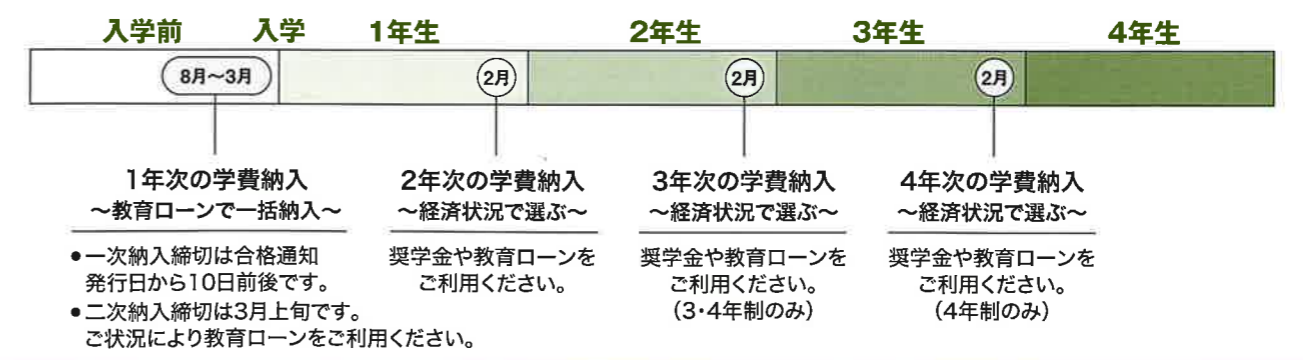 入学前 入学 1年生 2年生 3年生 4年生
8月〜3月 2月 2月 2月
1年次の学費納入
〜教育ローンで一括納入〜
●一次納入締切は合格通知
発行日から10日前後です。
●二次納入締切は3月上旬です。
ご状況により教育ローンをご利用ください。
2年次の学費納入
〜経済状況で選ぶ〜
奨学金や教育ローンを
ご利用ください。
3年次の学費納入
〜経済状況で選ぶ〜
奨学金や教育ローンを
ご利用ください。
（3・4年制のみ）
4年次の学費納入
〜経済状況で選ぶ〜
奨学金や教育ローンを
ご利用ください。
（4年制のみ）